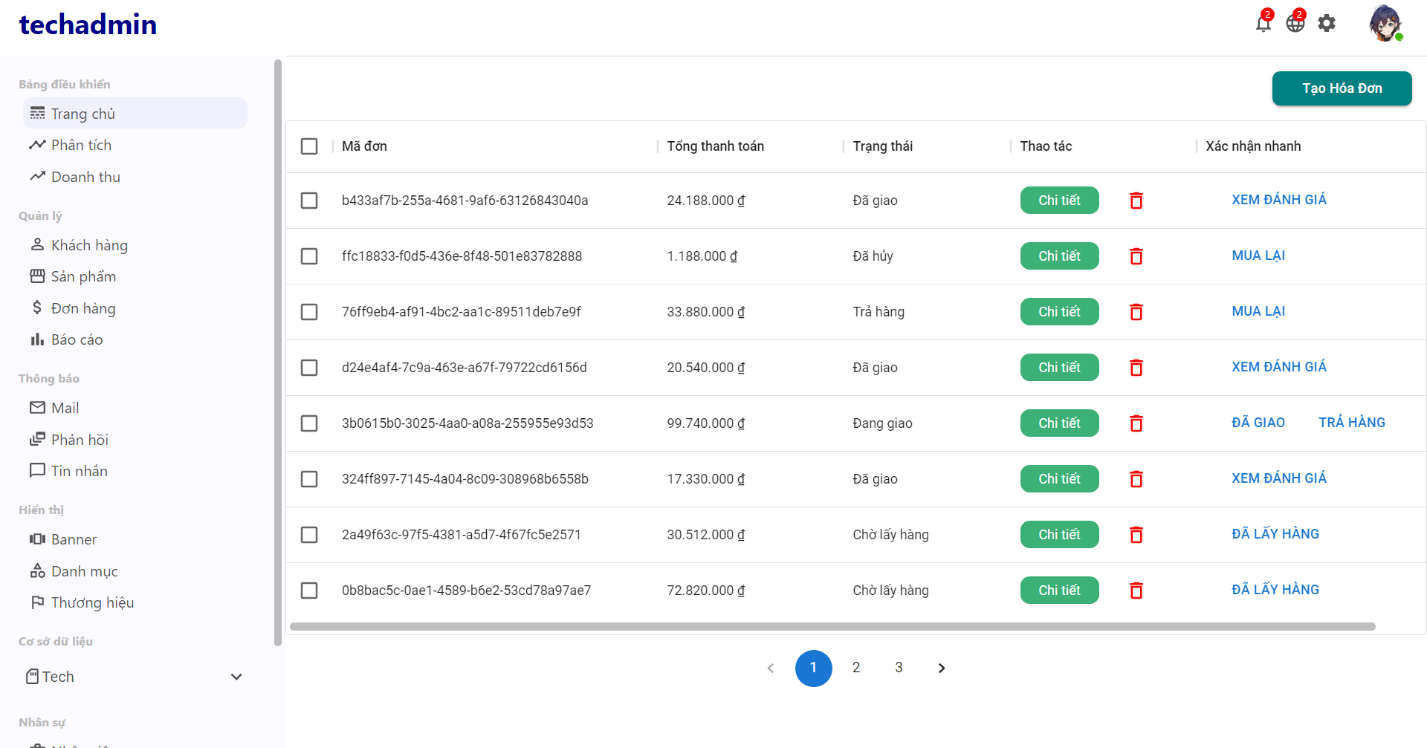 techadmin
2
2
Bảng điều khiển
Trang chủ
Phân tích
Doanh thu
Quản lý
Khách hàng
Sản phẩm
Đơn hàng
Báo cáo
Thông báo
Mail
Phản hồi
Tin nhắn
Hiển thị
Banner
Danh mục
Thương hiệu
Cơ sở dữ liệu
Tech
Nhân sự
Tạo Hóa Đơn
Mã đơn Tổng thanh toán Trạng thái Thao tác Xác nhận nhanh
b433af7b-255a-4681-9af6-63126843040a 24.188.000 ₫ Đã giao Chi tiết XEM ĐÁNH GIÁ
ffc18833-f0d5-436e-8f48-501e83782888 1.188.000 ₫ Đã hủy Chi tiết MUA LẠI
76ff9eb4-af91-4bc2-aa1c-89511deb7e9f 33.880.000 ₫ Trả hàng Chi tiết MUA LẠI
d24e4af4-7c9a-463e-a67f-79722cd6156d 20.540.000 ₫ Đã giao Chi tiết XEM ĐÁNH GIÁ
3b0615b0-3025-4aa0-a08a-255955e93d53 99.740.000 ₫ Đang giao Chi tiết ĐÃ GIAO TRẢ HÀNG
324ff897-7145-4a04-8c09-308968b6558b 17.330.000 ₫ Đã giao Chi tiết XEM ĐÁNH GIÁ
2a49f63c-97f5-4381-a5d7-4f67fc5e2571 30.512.000 ₫ Chờ lấy hàng Chi tiết ĐÃ LẤY HÀNG
0b8bac5c-0ae1-4589-b6e2-53cd78a97ae7 72.820.000 ₫ Chờ lấy hàng Chi tiết ĐÃ LẤY HÀNG
1 2 3